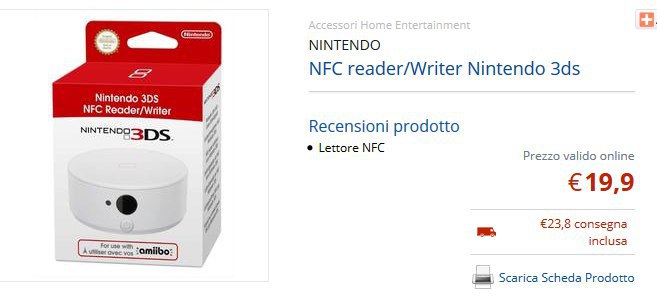 Accessori Home Entertainment
NINTENDO
NFC reader/Writer Nintendo 3ds
Recensioni prodotto
• Lettore NFC
Prezzo valido online
€19,9
€23,8 consegna
inclusa
Scarica Scheda Prodotto
Nintendo
Nintendo 3DS
NFC Reader/Writer
NINTENDO3DS
For use with
À utiliser avec vos
amiibo